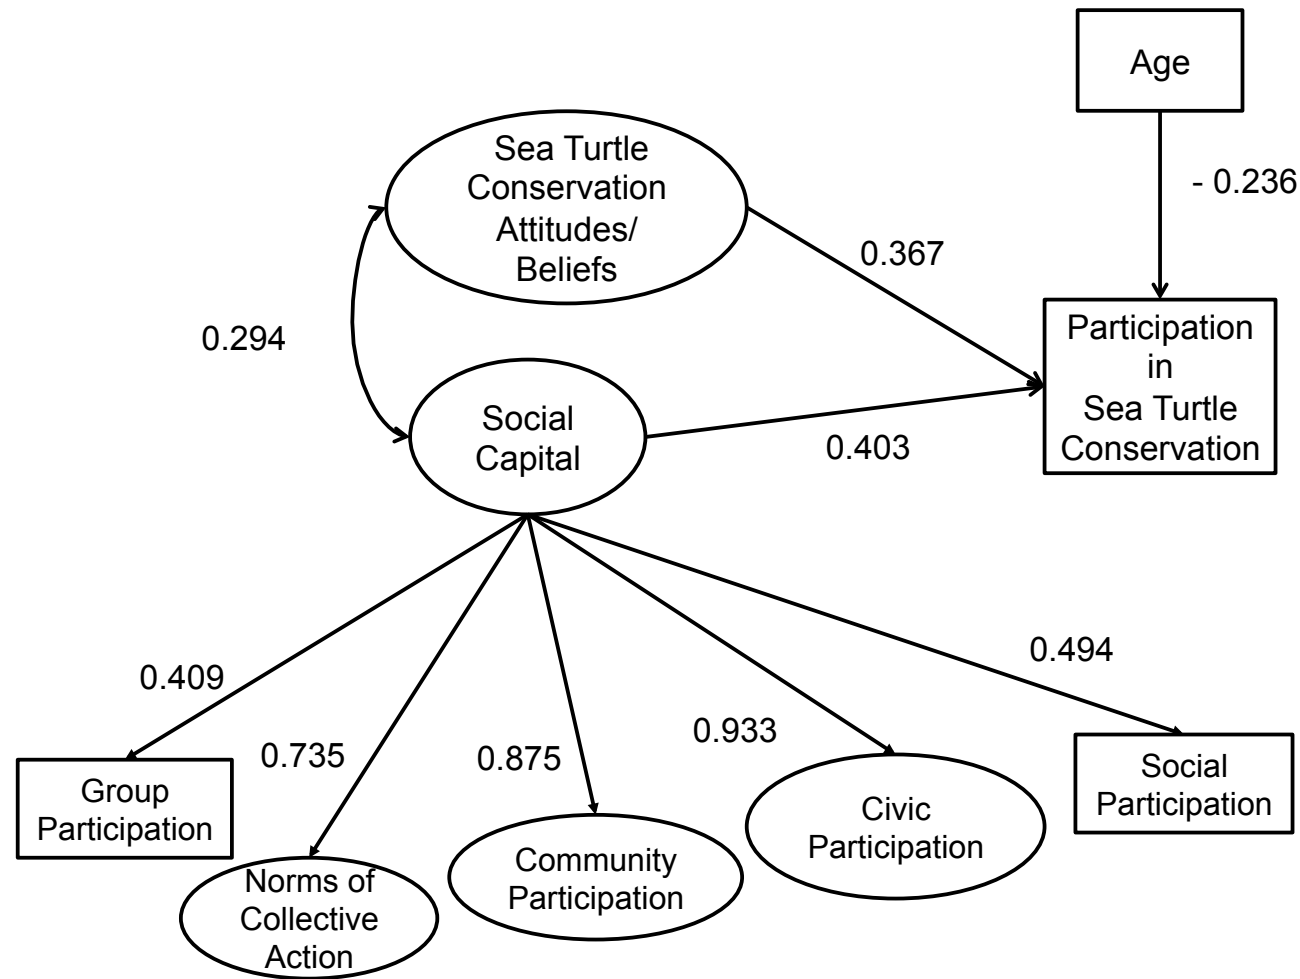 Age
- 0.236
Sea Turtle
Conservation
Attitudes/
Beliefs
0.367
0.294
Participation
in
Sea Turtle
Conservation
Social
Capital
0.403
0.409
0.735
0.875
0.933
0.494
Group
Participation
Norms of
Collective
Action
Community
Participation
Civic
Participation
Social
Participation